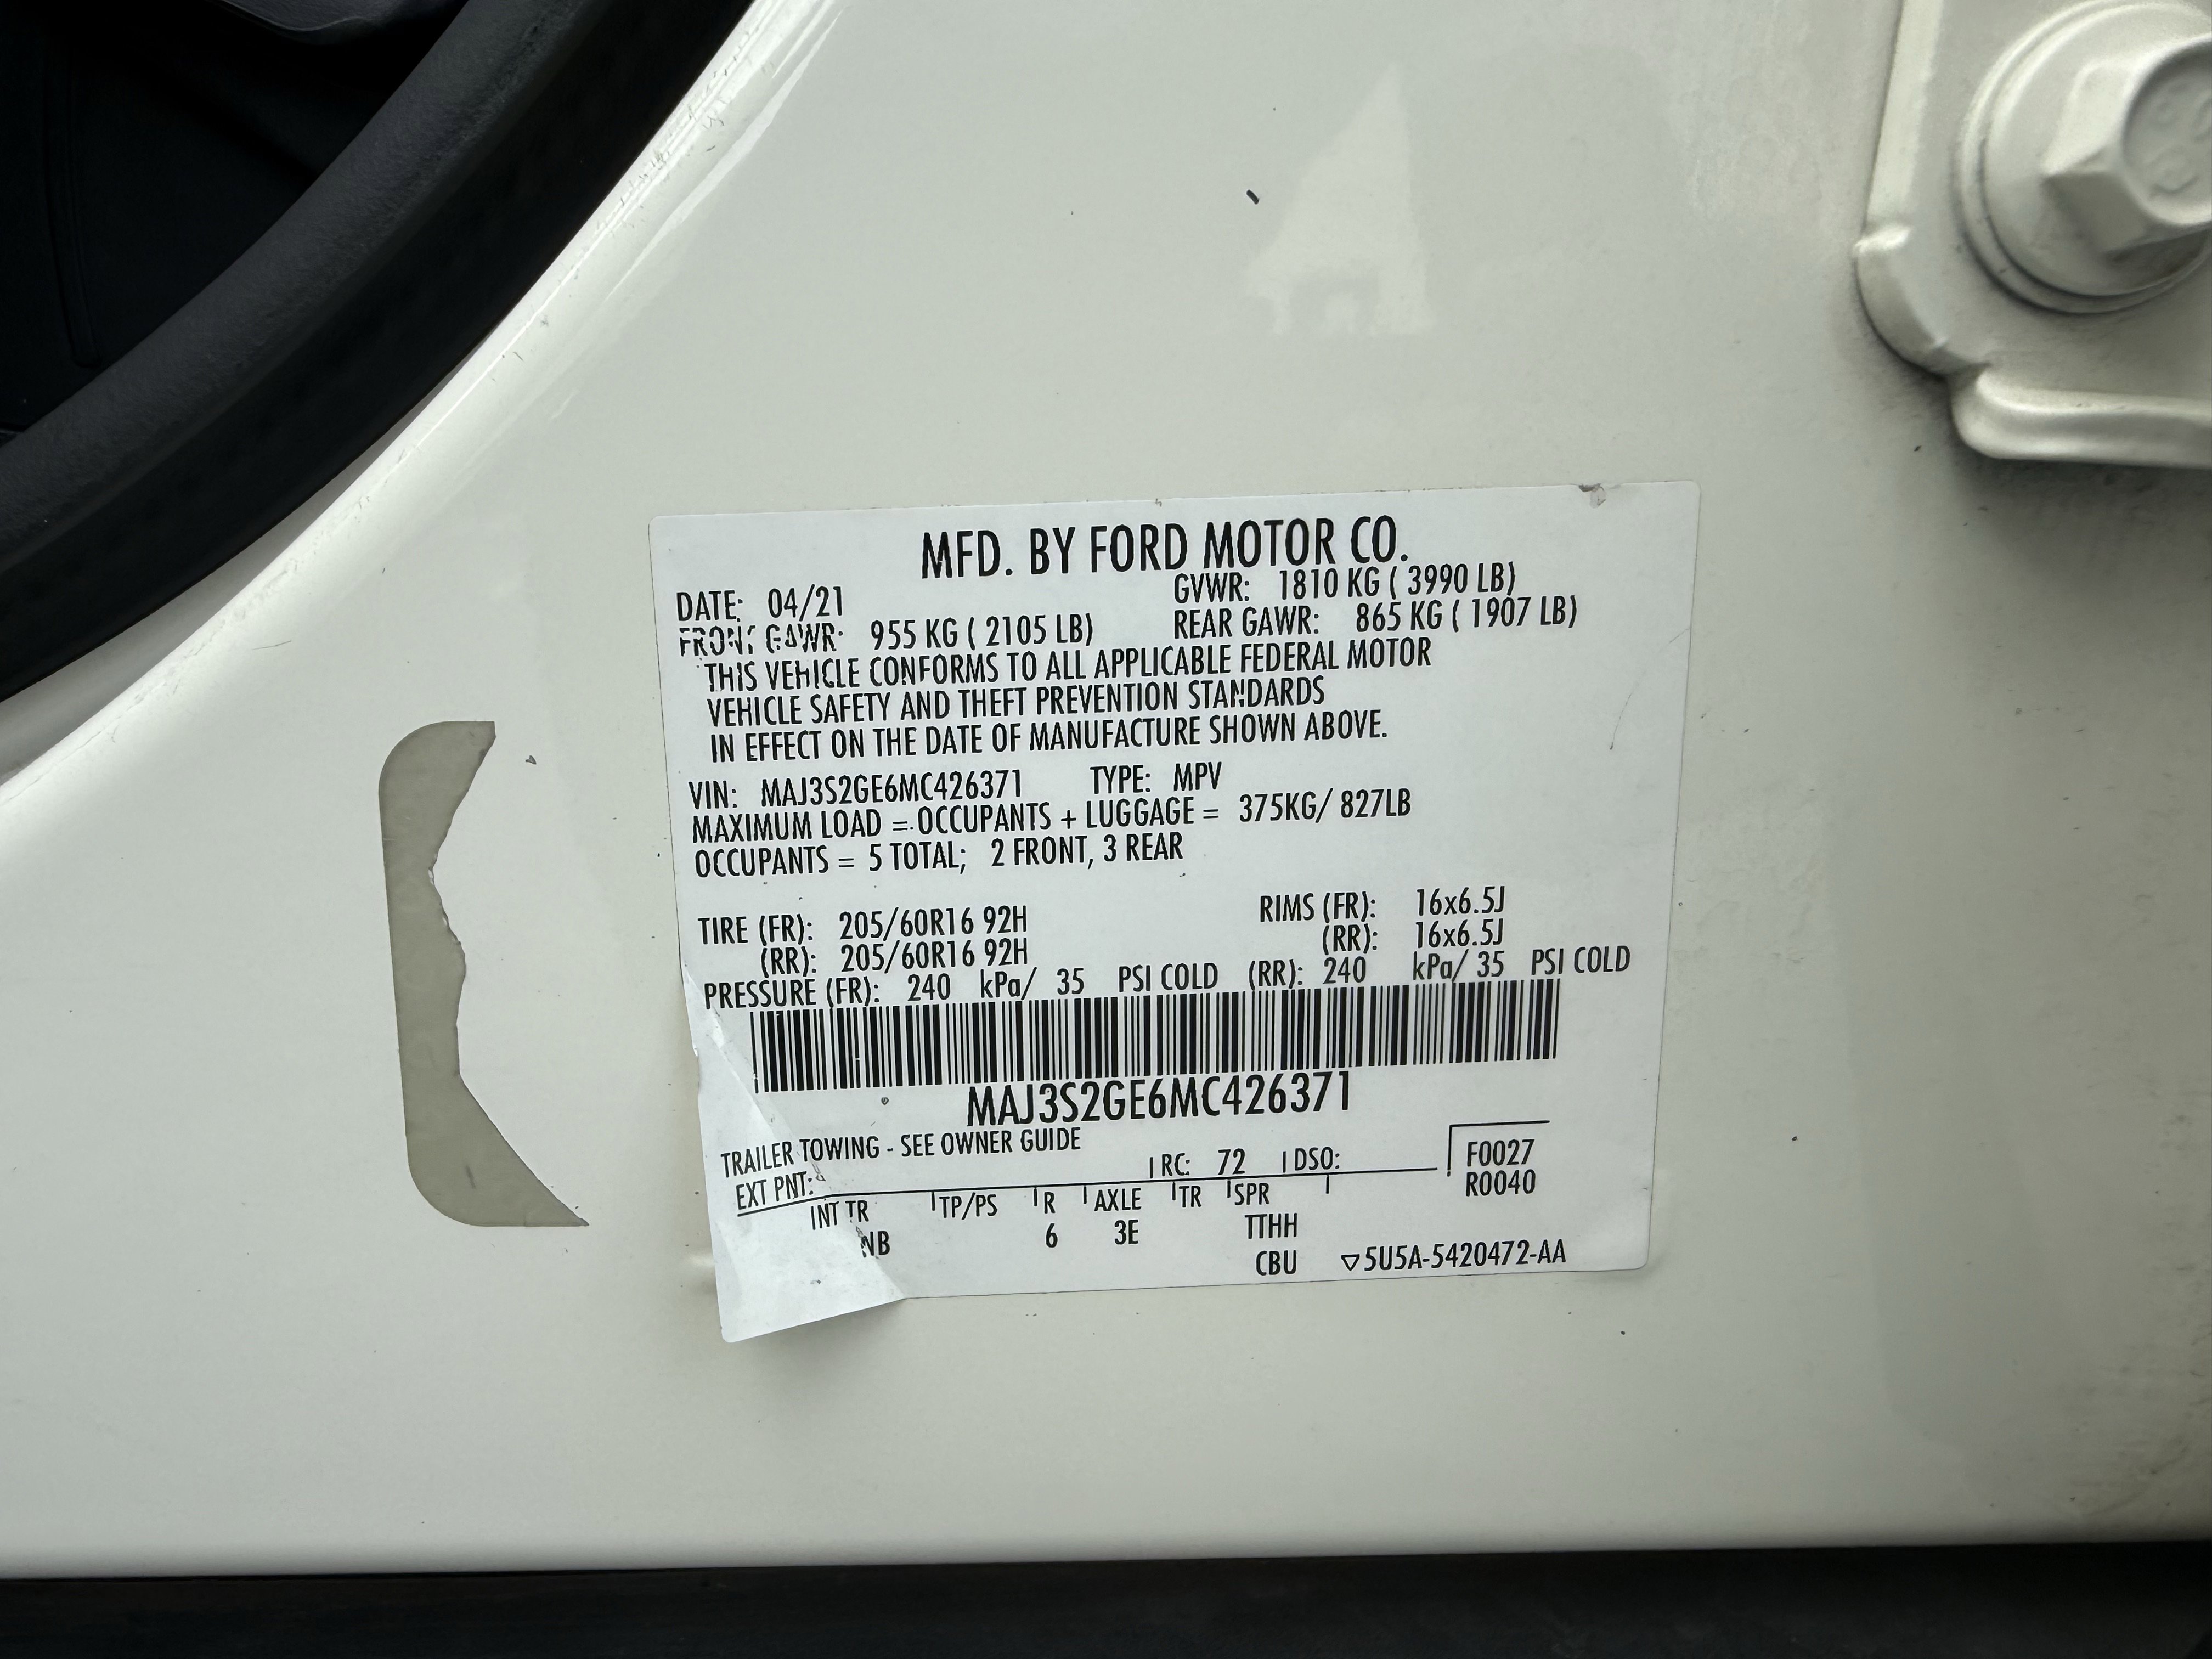 MFD. BY FORD MOTOR CO.
DATE: 04/21 GVWR: 1810 KG ( 3990 LB)
FRONT GAWR: 955 KG ( 2105 LB) REAR GAWR: 865 KG ( 1907 LB)
THIS VEHICLE CONFORMS TO ALL APPLICABLE FEDERAL MOTOR
VEHICLE SAFETY AND THEFT PREVENTION STANDARDS
IN EFFECT ON THE DATE OF MANUFACTURE SHOWN ABOVE.
VIN: MAJ3S2GE6MC426371 TYPE: MPV
MAXIMUM LOAD = OCCUPANTS + LUGGAGE = 375KG/ 827LB
OCCUPANTS = 5 TOTAL; 2 FRONT, 3 REAR
TIRE (FR): 205/60R16 92H RIMS (FR): 16x6.5J
(RR): 205/60R16 92H (RR): 16x6.5J
PRESSURE (FR): 240 kPa/ 35 PSI COLD (RR): 240 kPa/ 35 PSI COLD
MAJ3S2GE6MC426371
TRAILER TOWING - SEE OWNER GUIDE
EXT PNT: RC: 72 DSO: F0027
R0040
INT TR TP/PS R AXLE TR SPR
NB 6 3E TTHH
CBU ▽5U5A-5420472-AA